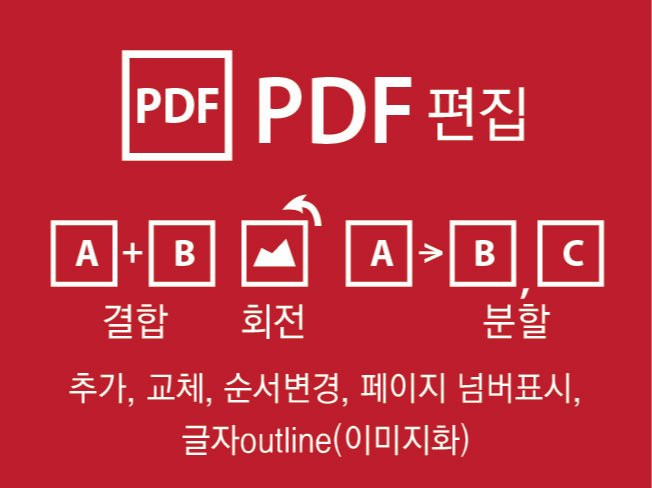 PDF PDF 편집
A + B A > B, C
결합 회전 분할
추가, 교체, 순서변경, 페이지 넘버표시,
글자outline(이미지화)